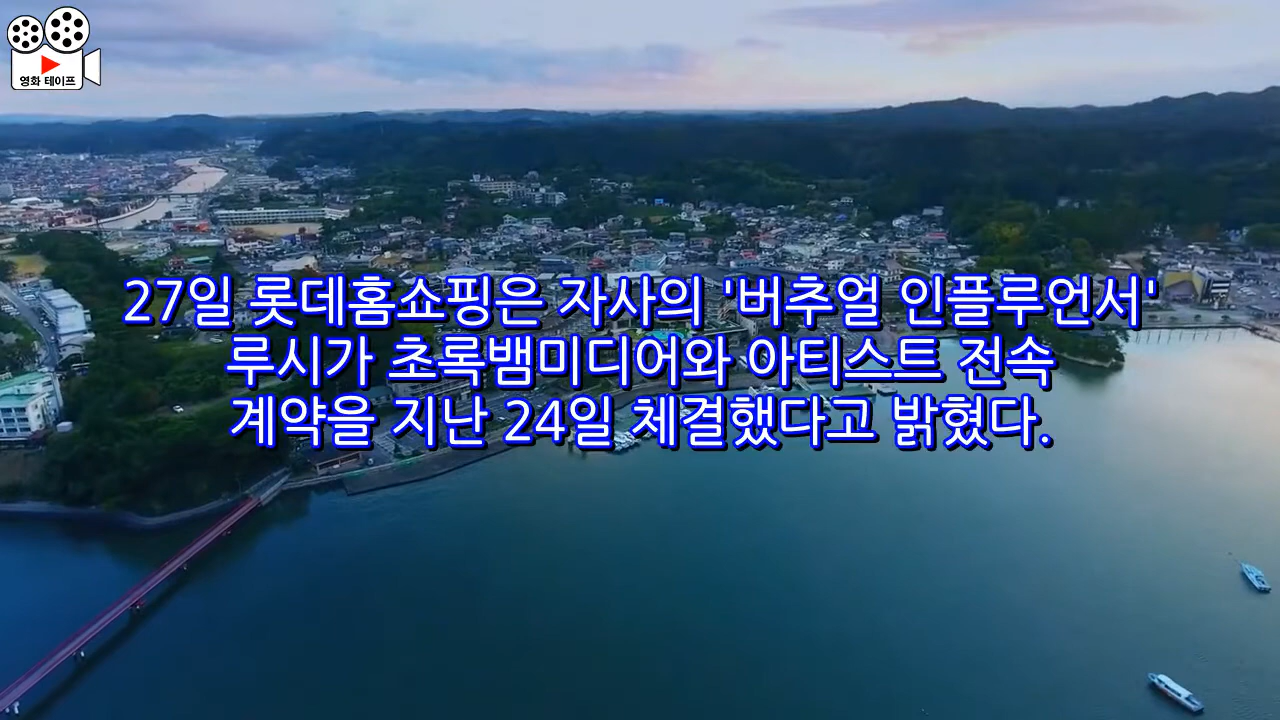 영화 테이프
27일 롯데홈쇼핑은 자사의 '버추얼 인플루언서'
루시가 초록뱀미디어와 아티스트 전속
계약을 지난 24일 체결했다고 밝혔다.